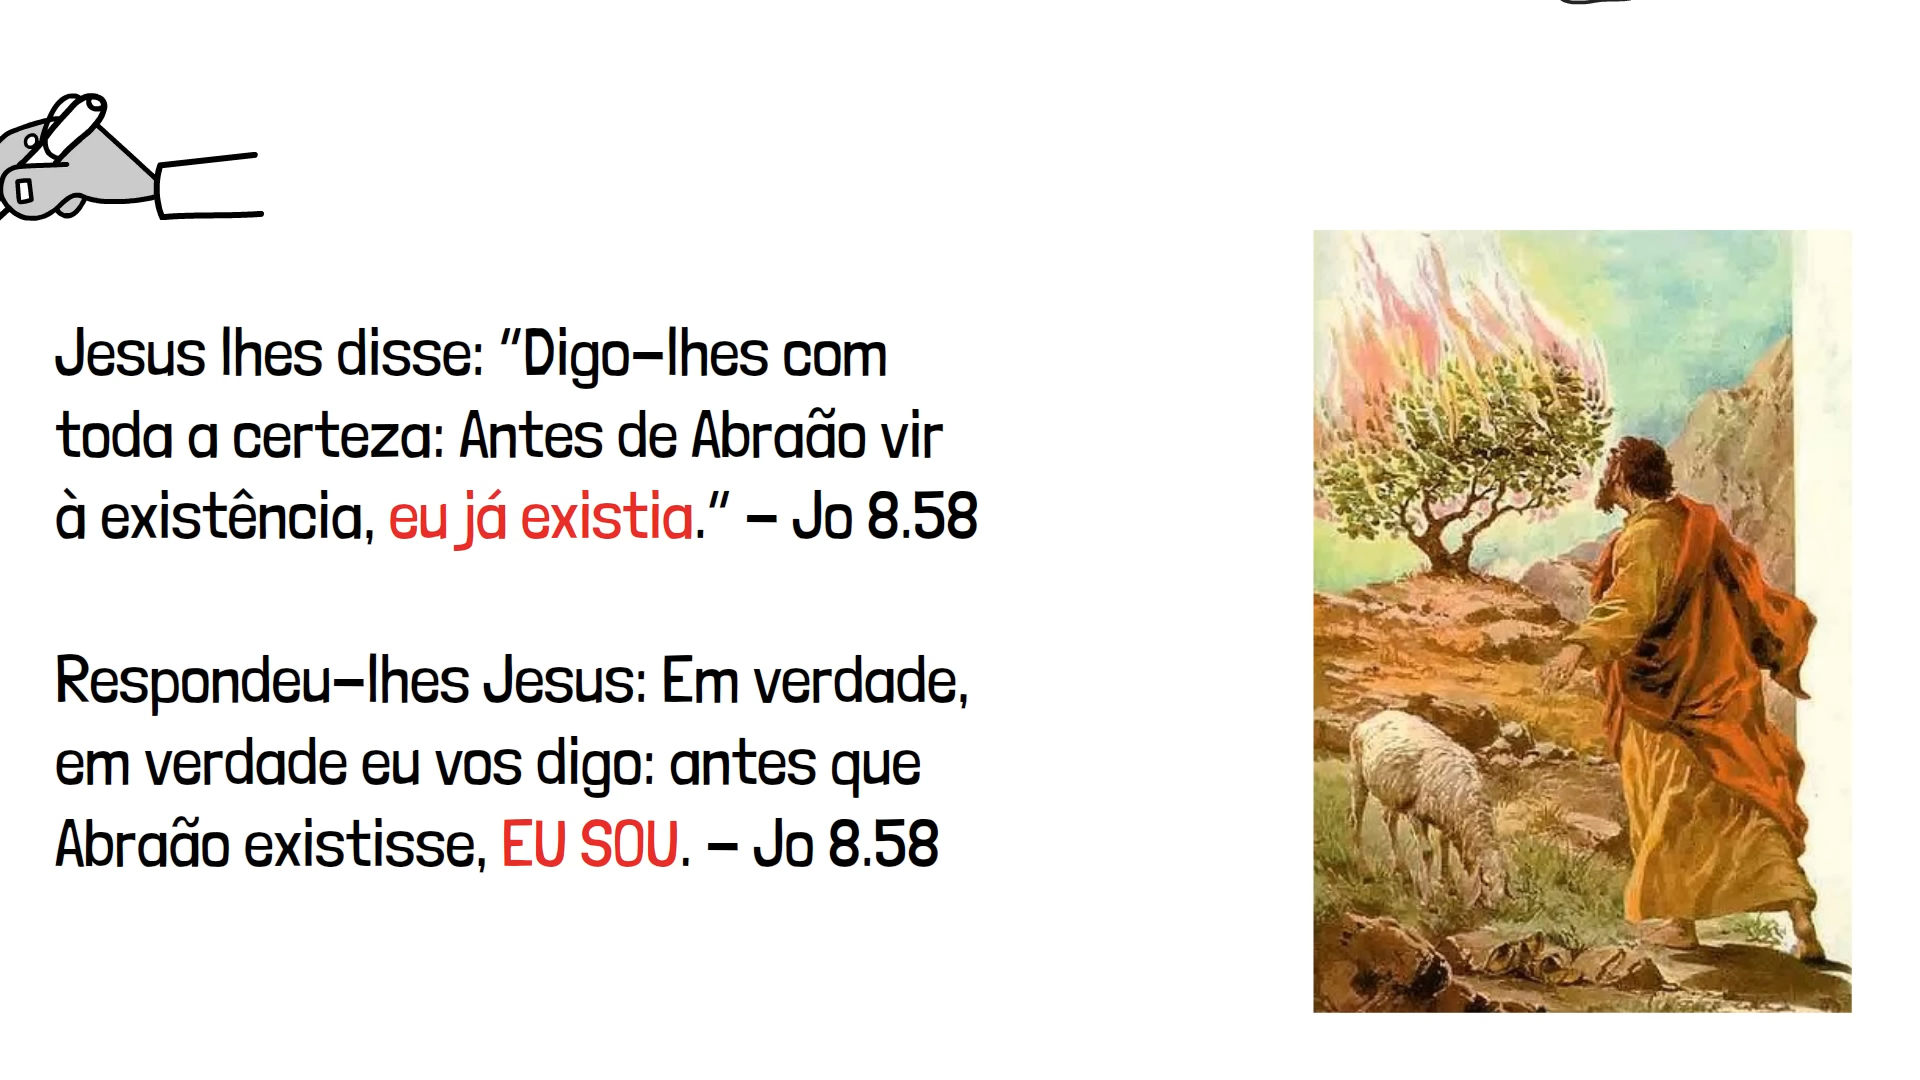 Jesus lhes disse: “Digo-lhes com
toda a certeza: Antes de Abraão vir
à existência, eu já existia.” - Jo 8.58
Respondeu-lhes Jesus: Em verdade,
em verdade eu vos digo: antes que
Abraão existisse, EU SOU. - Jo 8.58